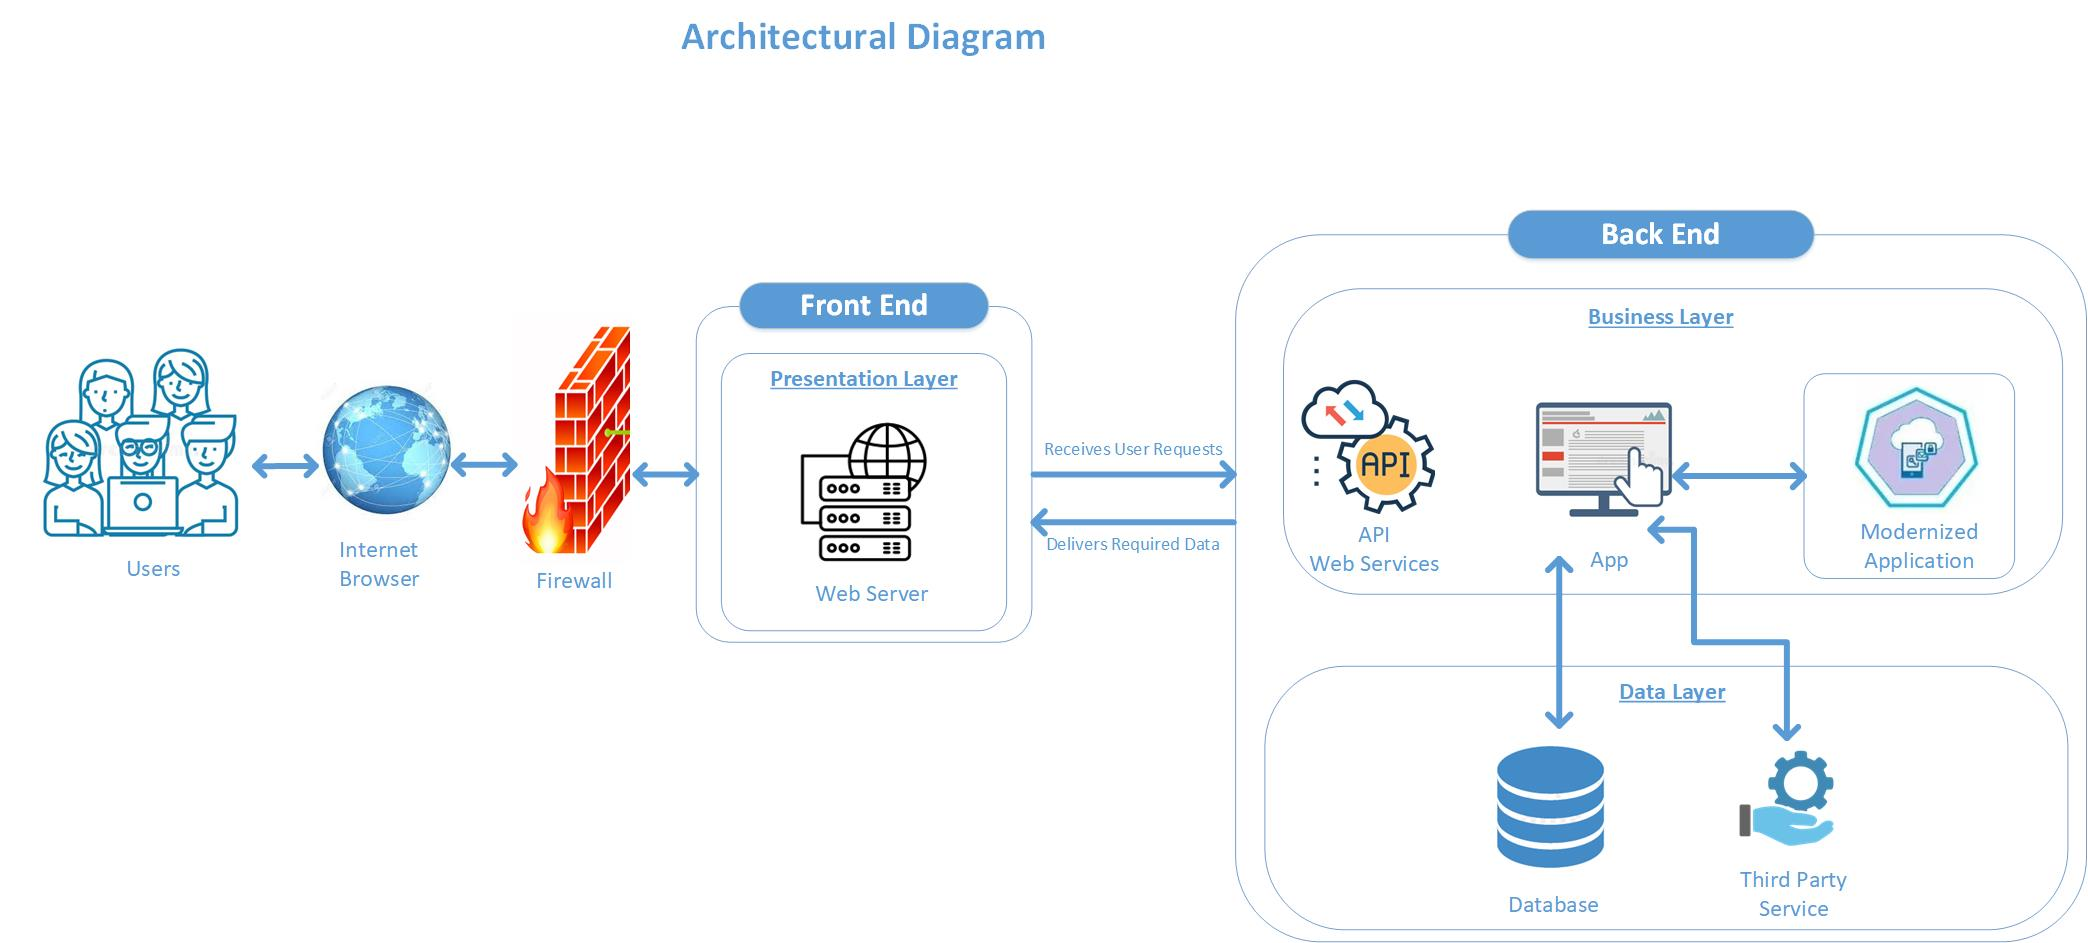 Architectural Diagram
Back End
Front End
Business Layer
Presentation Layer
Receives User Requests
API
Delivers Required Data
API
Web Services
App
Modernized
Application
Internet
Browser
Users
Firewall
Web Server
Data Layer
Database
Third Party
Service